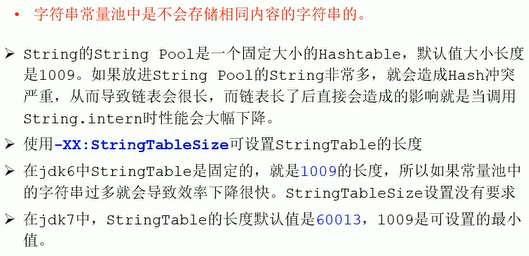 • 字符串常量池中是不会存储相同内容的字符串的。
➢ String的String Pool是一个固定大小的Hashtable，默认值大小长度
是1009。如果放进String Pool的String非常多，就会造成Hash冲突
严重，从而导致链表会很长，而链表长了后直接会造成的影响就是当调用
String.intern时性能会大幅下降。
➢ 使用-XX:StringTableSize可设置StringTable的长度
➢ 在jdk6中StringTable是固定的，就是1009的长度，所以如果常量池中
的字符串过多就会导致效率下降很快。StringTableSize设置没有要求
➢ 在jdk7中，StringTable的长度默认值是60013，1009是可设置的最小
值。